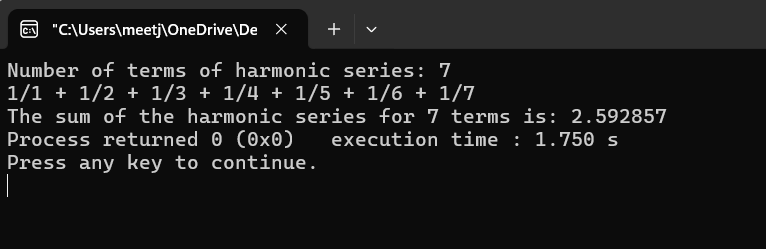 "C:\Users\meetj\OneDrive\De
Number of terms of harmonic series: 7
1/1 + 1/2 + 1/3 + 1/4 + 1/5 + 1/6 + 1/7
The sum of the harmonic series for 7 terms is: 2.592857
Process returned 0 (0x0)   execution time : 1.750 s
Press any key to continue.